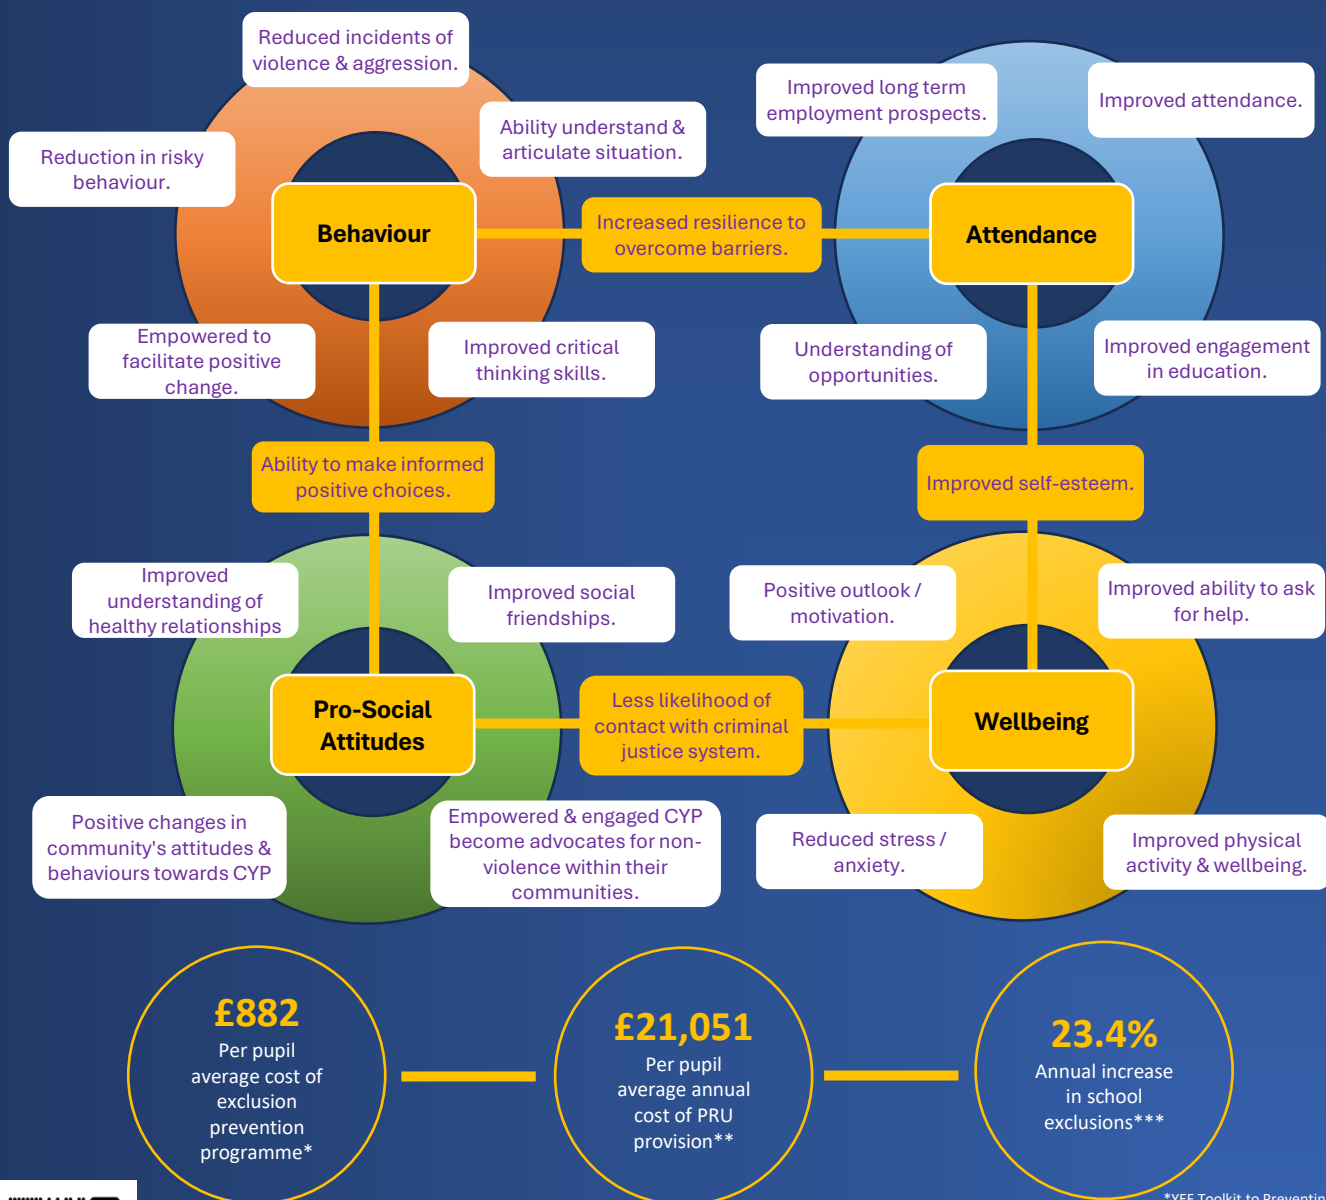 Reduced incidents of
violence & aggression.
Ability understand &
articulate situation.
Reduction in risky
behaviour.
Behaviour
Empowered to
facilitate positive
change.
Improved critical
thinking skills.
Increased resilience to
overcome barriers.
Improved long term
employment prospects.
Improved attendance.
Attendance
Understanding of
opportunities.
Improved engagement
in education.
Ability to make informed
positive choices.
Improved self-esteem.
Improved
understanding of
healthy relationships
Improved social
friendships.
Pro-Social
Attitudes
Positive changes in
community's attitudes &
behaviours towards CYP
Empowered & engaged CYP
become advocates for non-
violence within their
communities.
Less likelihood of
contact with criminal
justice system.
Positive outlook /
motivation.
Improved ability to ask
for help.
Wellbeing
Reduced stress /
anxiety.
Improved physical
activity & wellbeing.
£882
Per pupil
average cost of
exclusion
prevention
programme*
£21,051
Per pupil
average annual
cost of PRU
provision**
23.4%
Annual increase
in school
exclusions***
*YEF Toolkit to